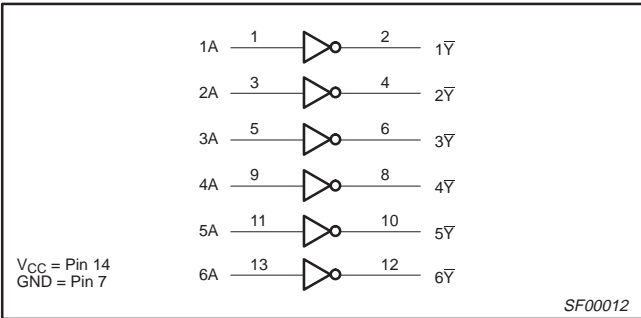 1A 1 2 1Y̅
2A 3 4 2Y̅
3A 5 6 3Y̅
4A 9 8 4Y̅
5A 11 10 5Y̅
6A 13 12 6Y̅
VCC = Pin 14
GND = Pin 7
SF00012